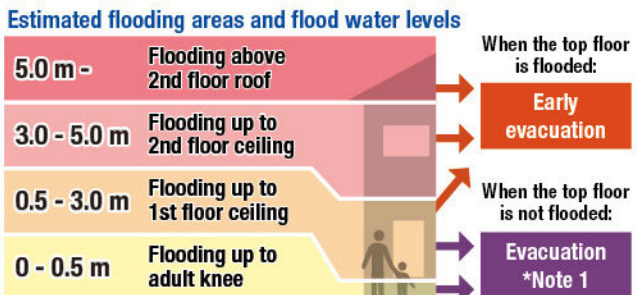 Estimated flooding areas and flood water levels
5.0 m -
Flooding above
2nd floor roof
3.0 - 5.0 m
Flooding up to
2nd floor ceiling
0.5 - 3.0 m
Flooding up to
1st floor ceiling
0 - 0.5 m
Flooding up to
adult knee
When the top floor
is flooded:
Early
evacuation
When the top floor
is not flooded:
Evacuation
*Note 1